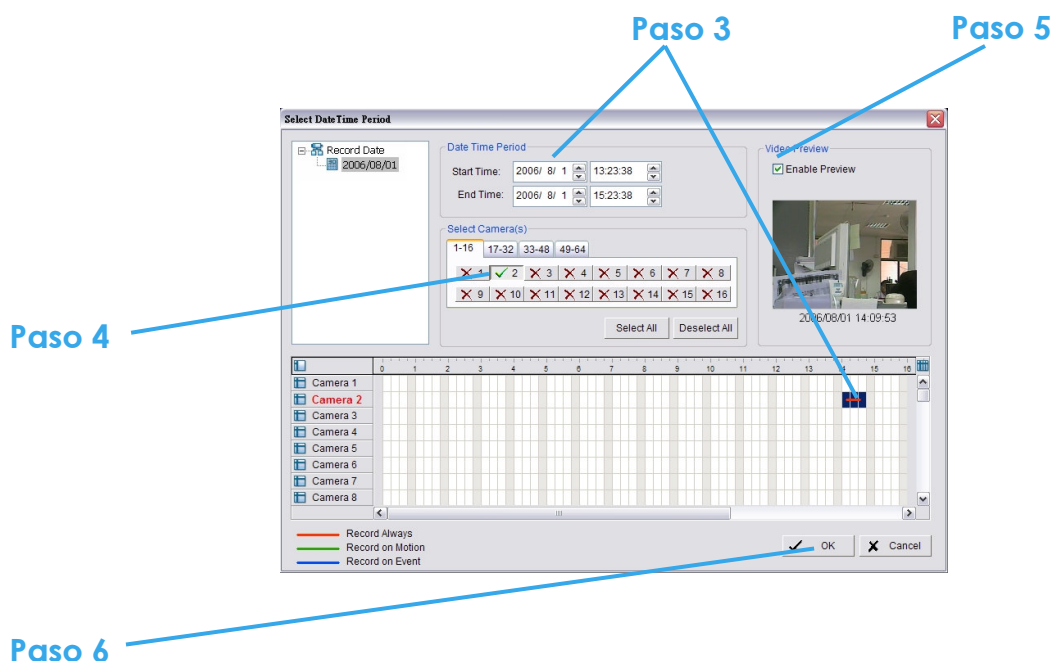 Paso 3
Paso 5
Select DateTime Period
Record Date
2006/08/01
Date Time Period
Start Time: 2006/ 8/ 1 13:23:38
End Time: 2006/ 8/ 1 15:23:38
Select Camera(s)
1-16 17-32 33-48 49-64
1 2 3 4 5 6 7 8
9 10 11 12 13 14 15 16
Select All Deselect All
Video Preview
Enable Preview
2006/08/01 14:09:53
Paso 4
0 1 2 3 4 5 6 7 8 9 10 11 12 13 14 15 16
Camera 1
Camera 2
Camera 3
Camera 4
Camera 5
Camera 6
Camera 7
Camera 8
Record Always
Record on Motion
Record on Event
OK Cancel
Paso 6